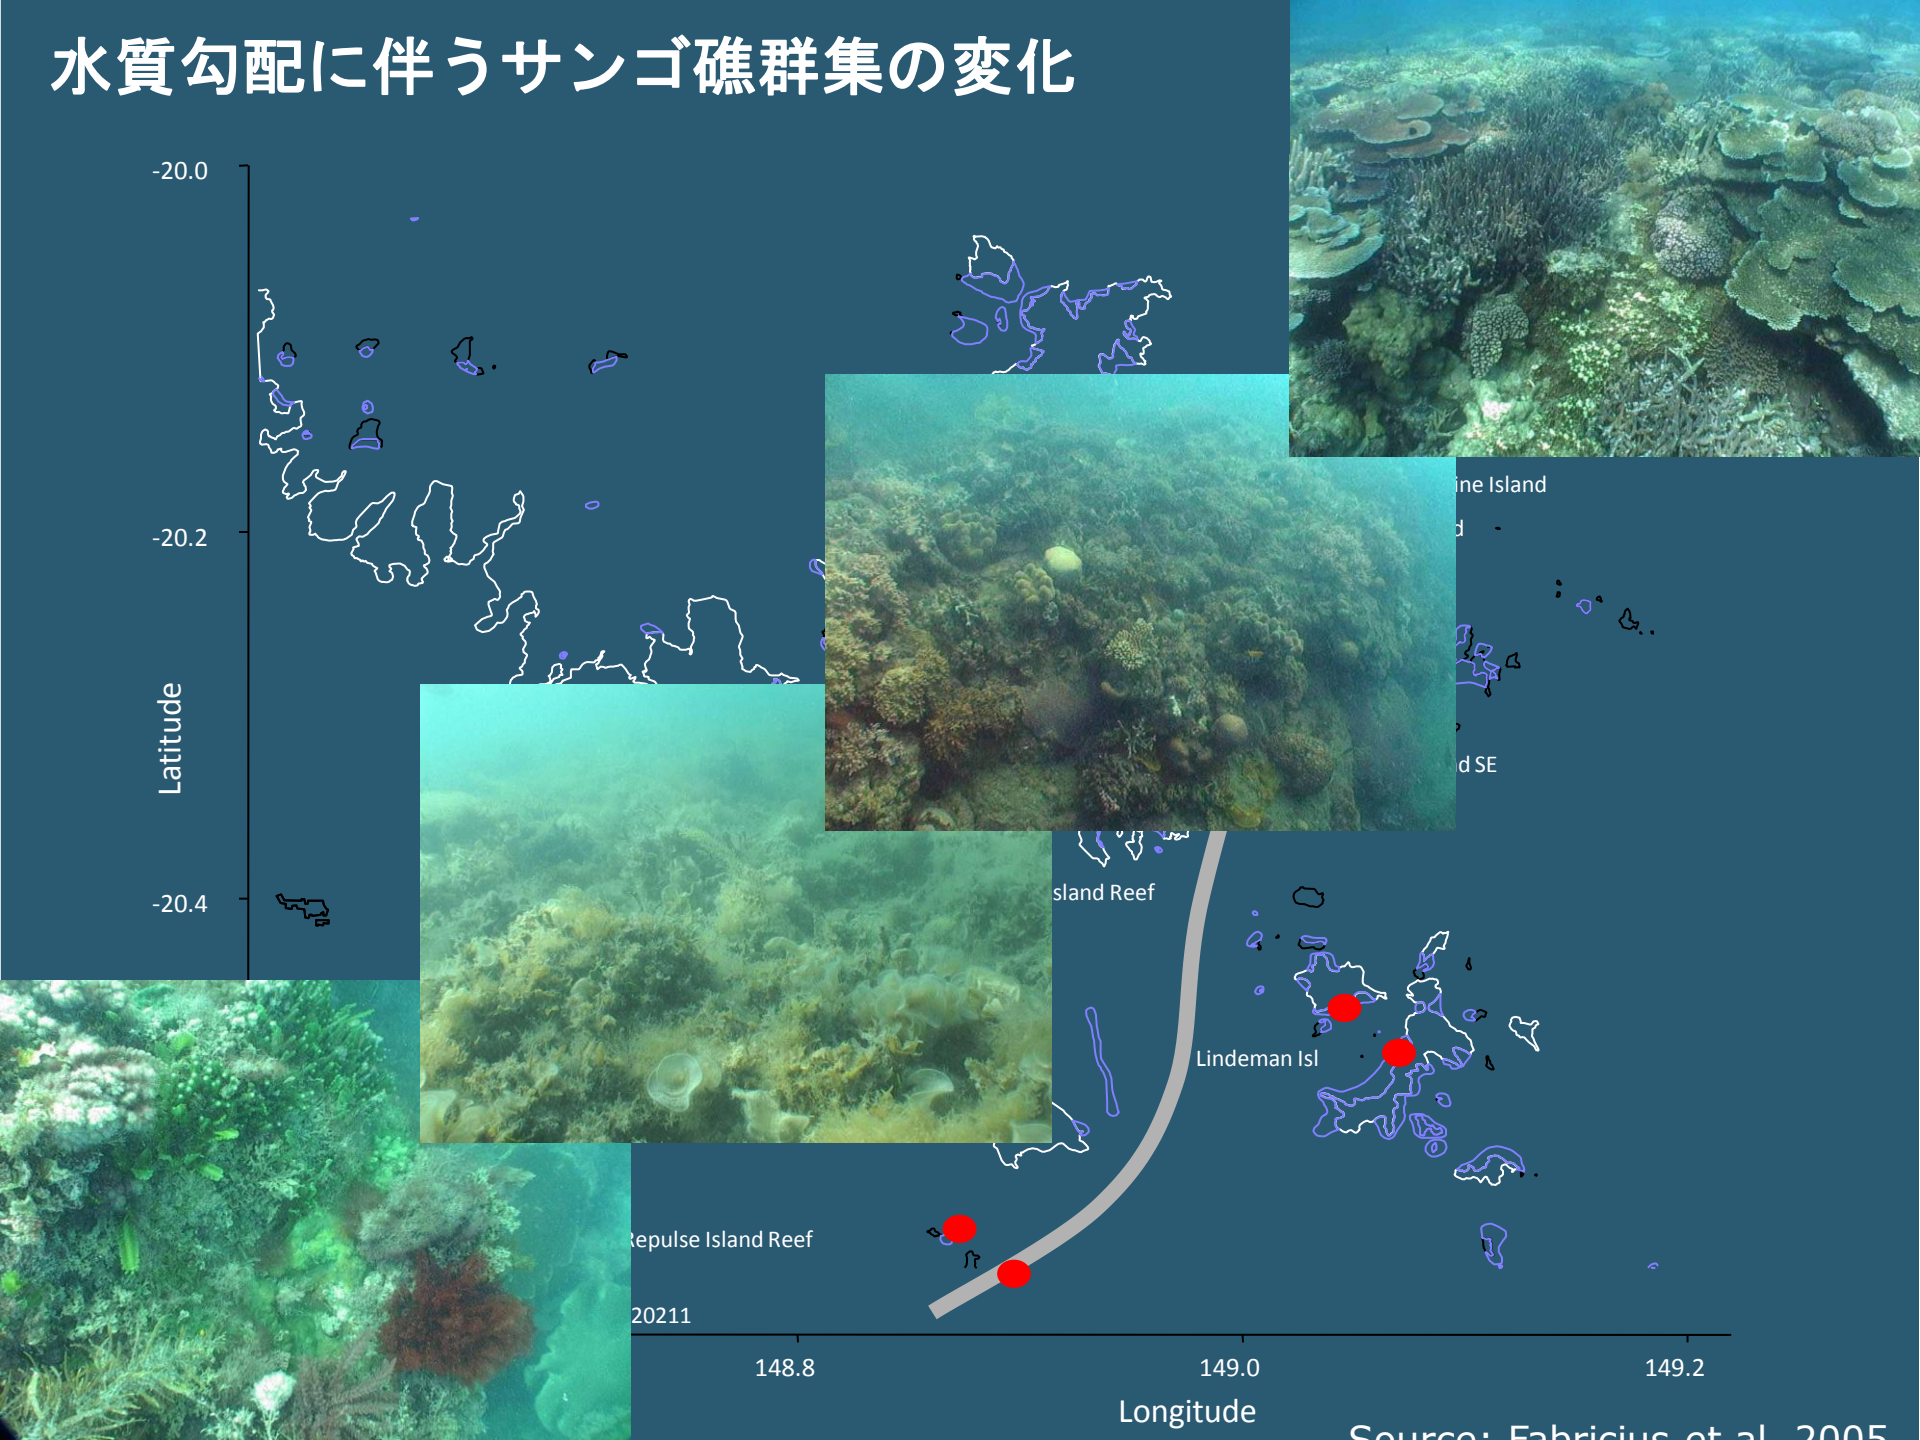 水質勾配に伴うサンゴ礁群集の変化
-20.0
-20.2
-20.4
Latitude
ine Island
d
d SE
sland Reef
Lindeman Isl
Repulse Island Reef
20211
148.8
149.0
149.2
Longitude
Source: Fabricius et al. 2005